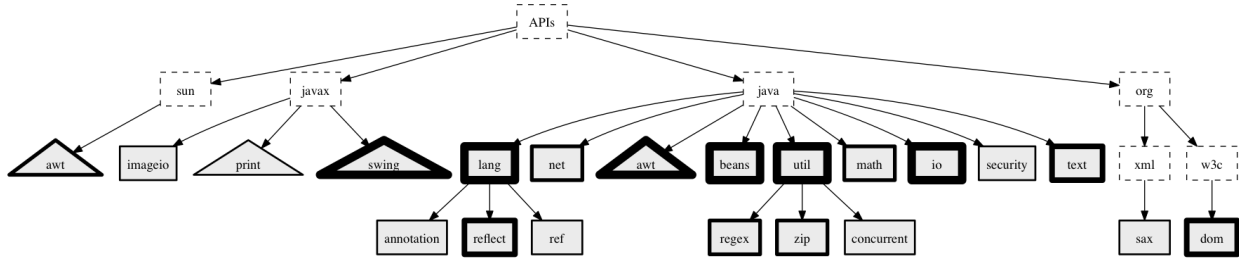 APIs
sun
javax
java
org
awt
imageio
print
swing
lang
net
awt
beans
util
math
io
security
text
xml
w3c
annotation
reflect
ref
regex
zip
concurrent
sax
dom